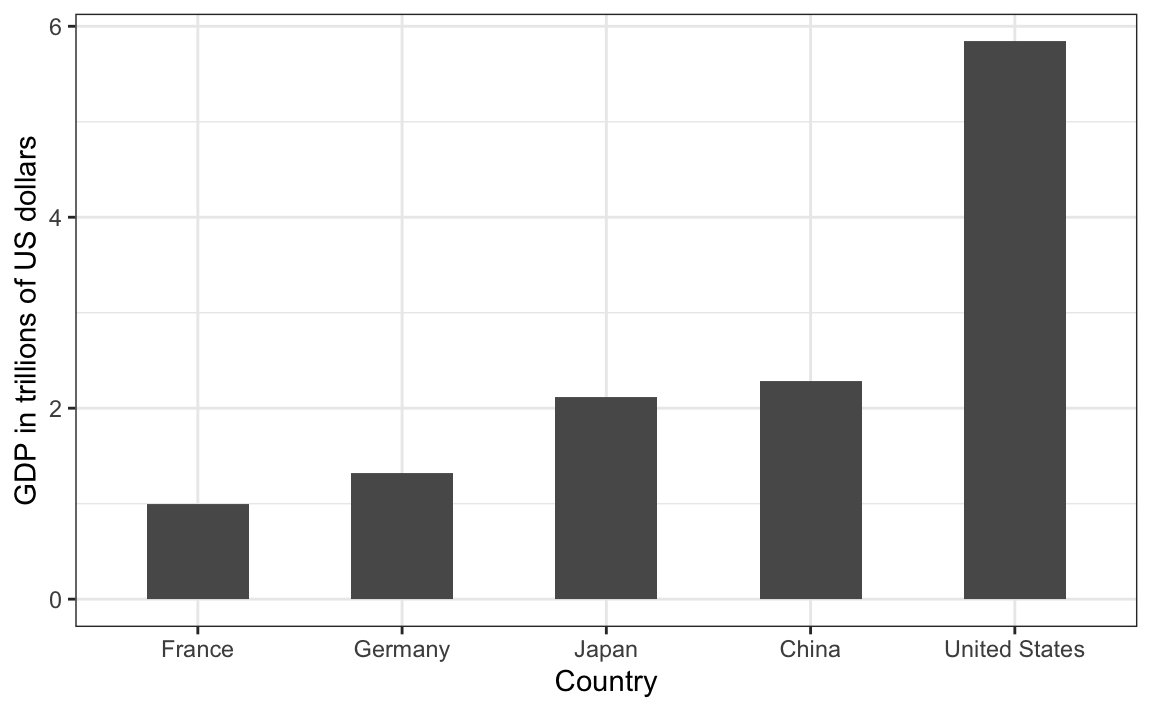 GDP in trillions of US dollars
6
4
2
0
France
Germany
Japan
China
United States
Country